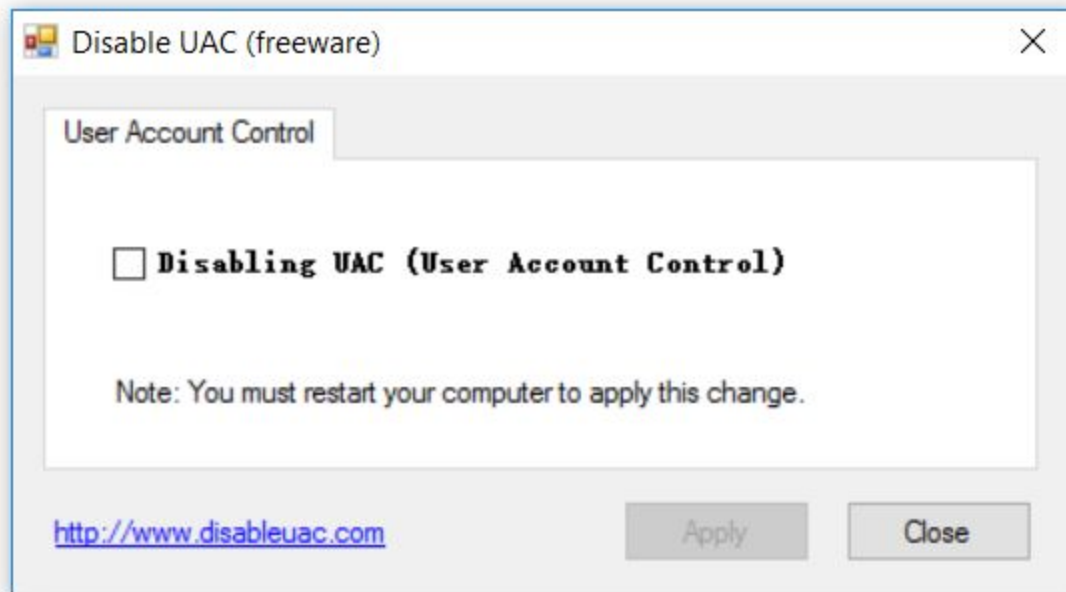 Disable UAC (freeware)
User Account Control
Disabling UAC (User Account Control)
Note: You must restart your computer to apply this change.
http://www.disableuac.com
Apply
Close